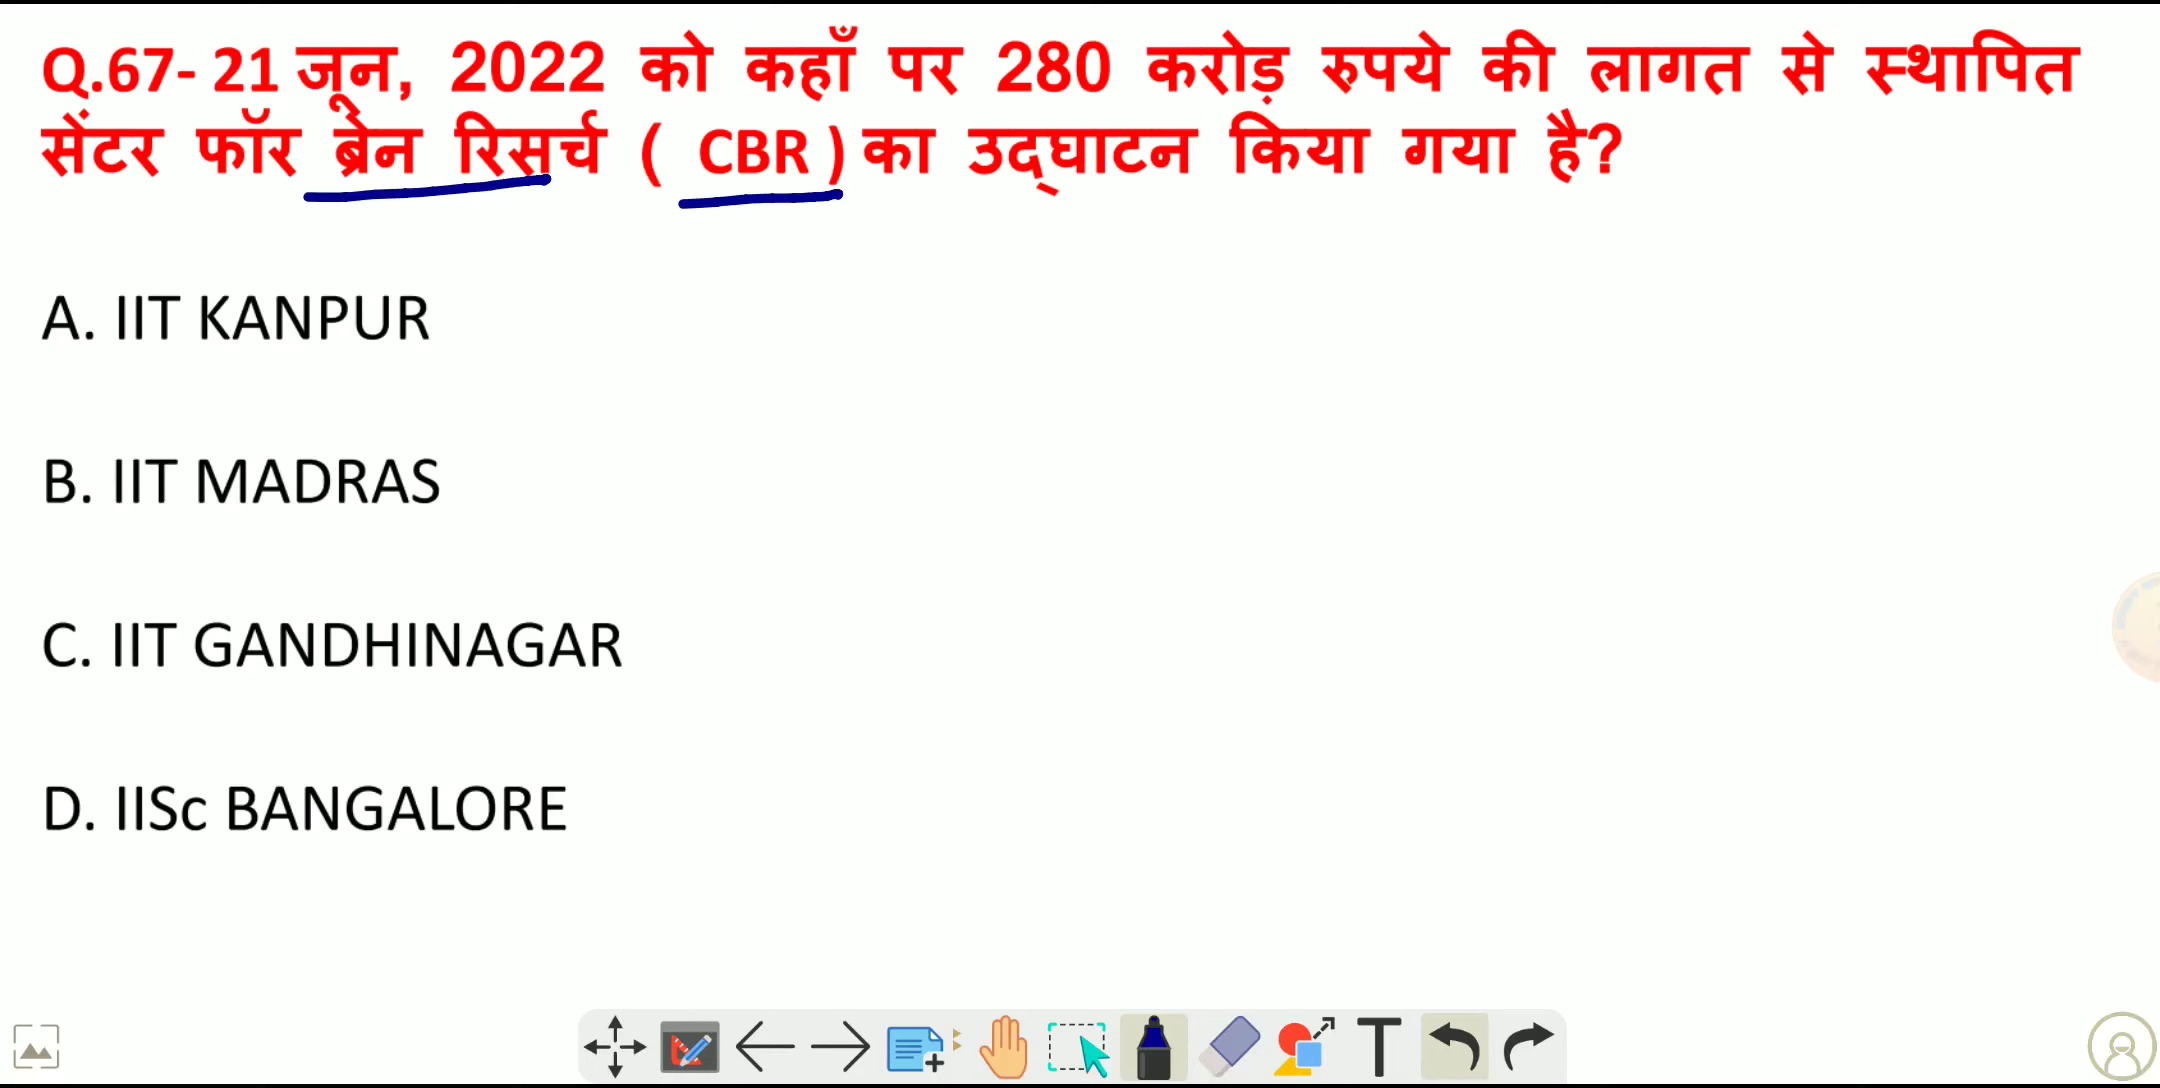 Q.67- 21 जून, 2022 को कहाँ पर 280 करोड़ रुपये की लागत से स्थापित
सेंटर फॉर ब्रेन रिसर्च ( CBR ) का उद्घाटन किया गया है?
A. IIT KANPUR
B. IIT MADRAS
C. IIT GANDHINAGAR
D. IISc BANGALORE